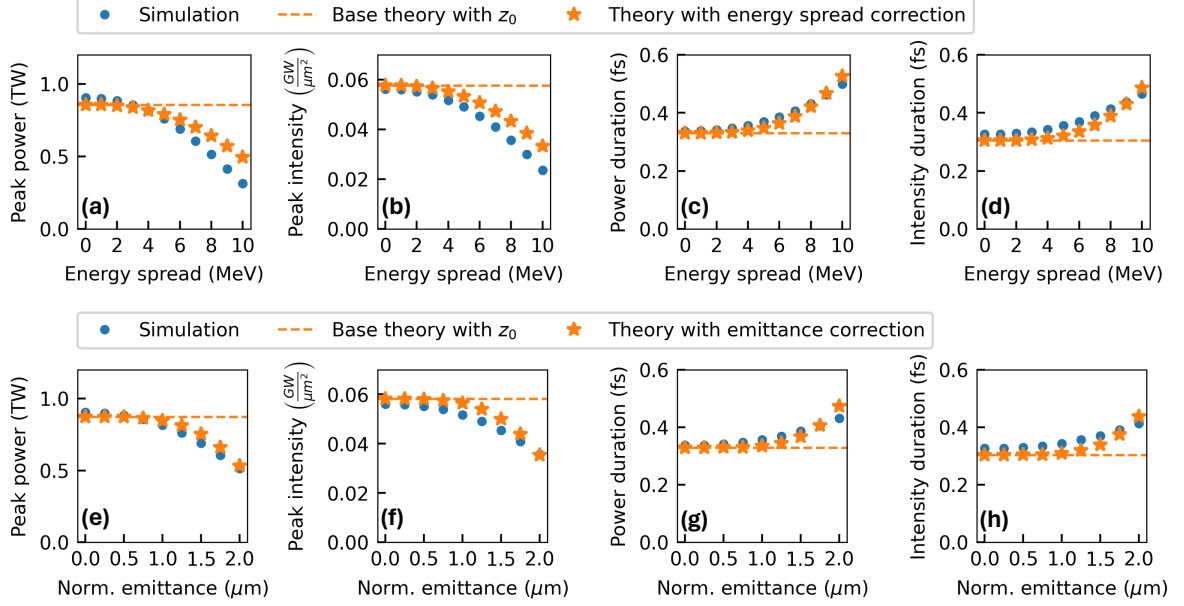 Simulation Base theory with z₀ Theory with energy spread correction
Peak power (TW)
1.0
0.5
0.0
(a)
0 2 4 6 8 10
Energy spread (MeV)
Peak intensity (GW/μm²)
0.06
0.04
0.02
0.00
(b)
0 2 4 6 8 10
Energy spread (MeV)
Power duration (fs)
0.6
0.4
0.2
0.0
(c)
0 2 4 6 8 10
Energy spread (MeV)
Intensity duration (fs)
0.6
0.4
0.2
0.0
(d)
0 2 4 6 8 10
Energy spread (MeV)
Simulation Base theory with z₀ Theory with emittance correction
Peak power (TW)
1.0
0.5
0.0
(e)
0.0 0.5 1.0 1.5 2.0
Norm. emittance (μm)
Peak intensity (GW/μm²)
0.06
0.04
0.02
0.00
(f)
0.0 0.5 1.0 1.5 2.0
Norm. emittance (μm)
Power duration (fs)
0.6
0.4
0.2
0.0
(g)
0.0 0.5 1.0 1.5 2.0
Norm. emittance (μm)
Intensity duration (fs)
0.6
0.4
0.2
0.0
(h)
0.0 0.5 1.0 1.5 2.0
Norm. emittance (μm)